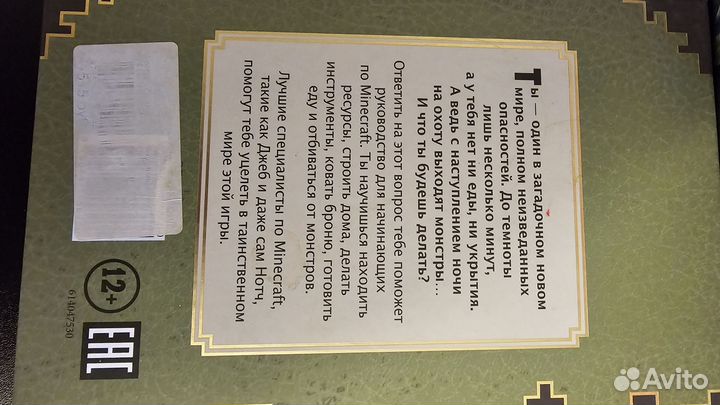 Ты — один в загадочном новом
мире, полном неизведанных
опасностей. До темноты
лишь несколько минут,
а у тебя нет ни еды, ни укрытия.
А ведь с наступлением ночи
на охоту выходят монстры...
И что ты будешь делать?
Ответить на этот вопрос тебе поможет
руководство для начинающих
по Minecraft. Ты научишься находить
ресурсы, строить дома, делать
инструменты, ковать броню, готовить
еду и отбиваться от монстров.
Лучшие специалисты по Minecraft,
такие как Джеб и даже сам Нотч,
помогут тебе уцелеть в таинственном
мире этой игры.
12+
614047530
EAC
Avito